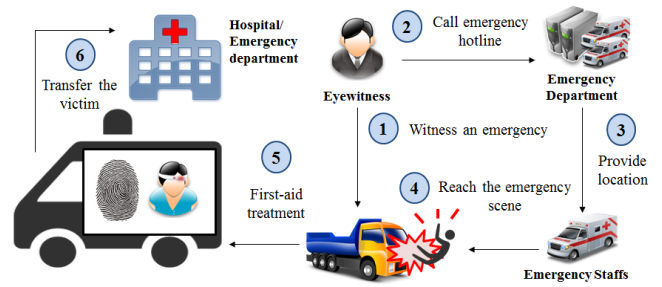 Hospital/
Emergency
department
6
Transfer the
victim
2
Call emergency
hotline
Eyewitness
Emergency
Department
1
Witness an emergency
3
Provide
location
5
First-aid
treatment
4
Reach the emergency
scene
Emergency Staffs